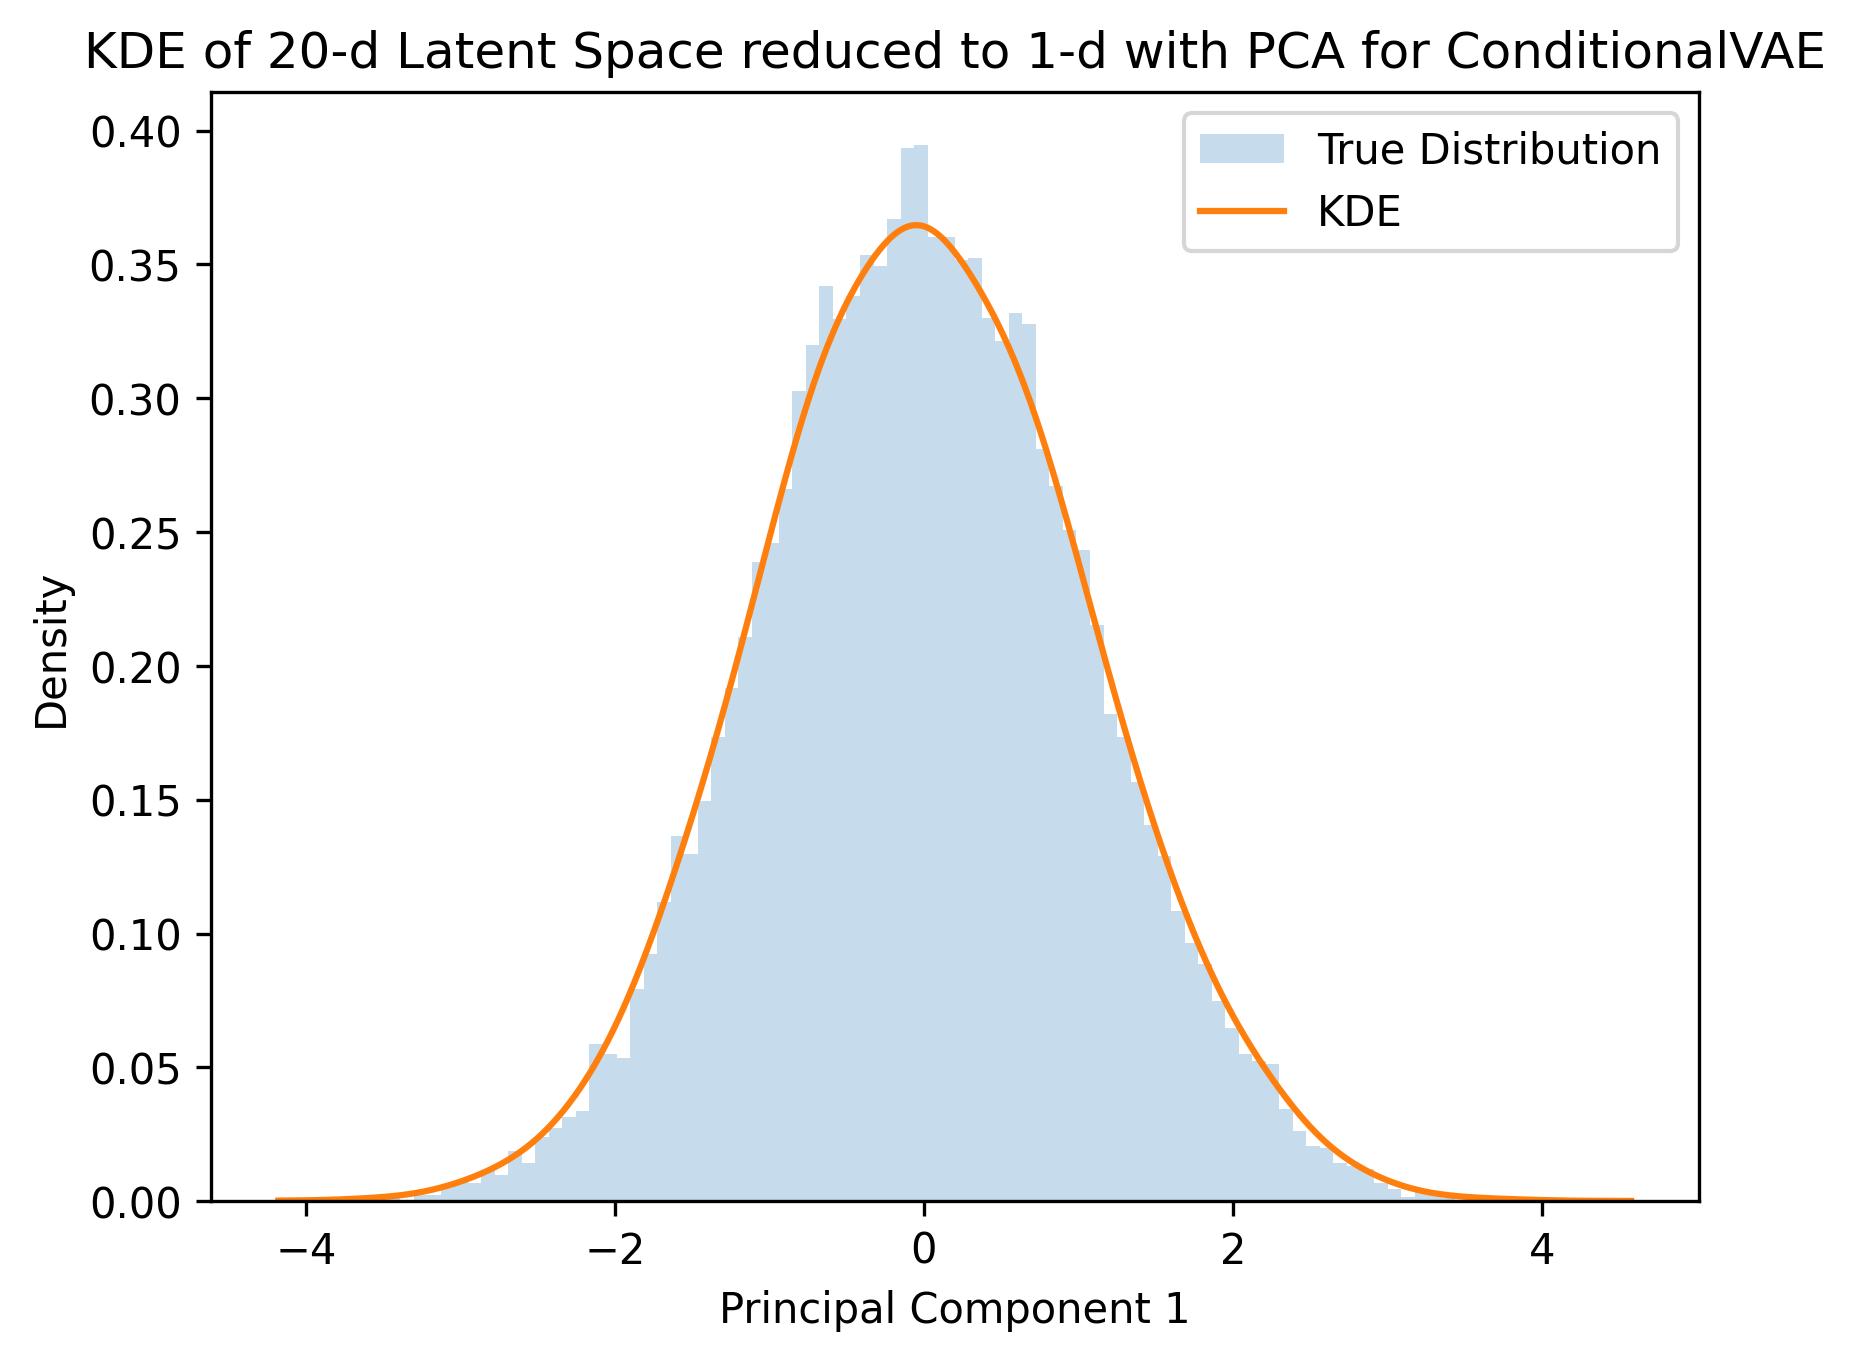 KDE of 20-d Latent Space reduced to 1-d with PCA for ConditionalVAE
True Distribution
KDE
0.40
0.35
0.30
0.25
0.20
0.15
0.10
0.05
0.00
Density
−4
−2
0
2
4
Principal Component 1